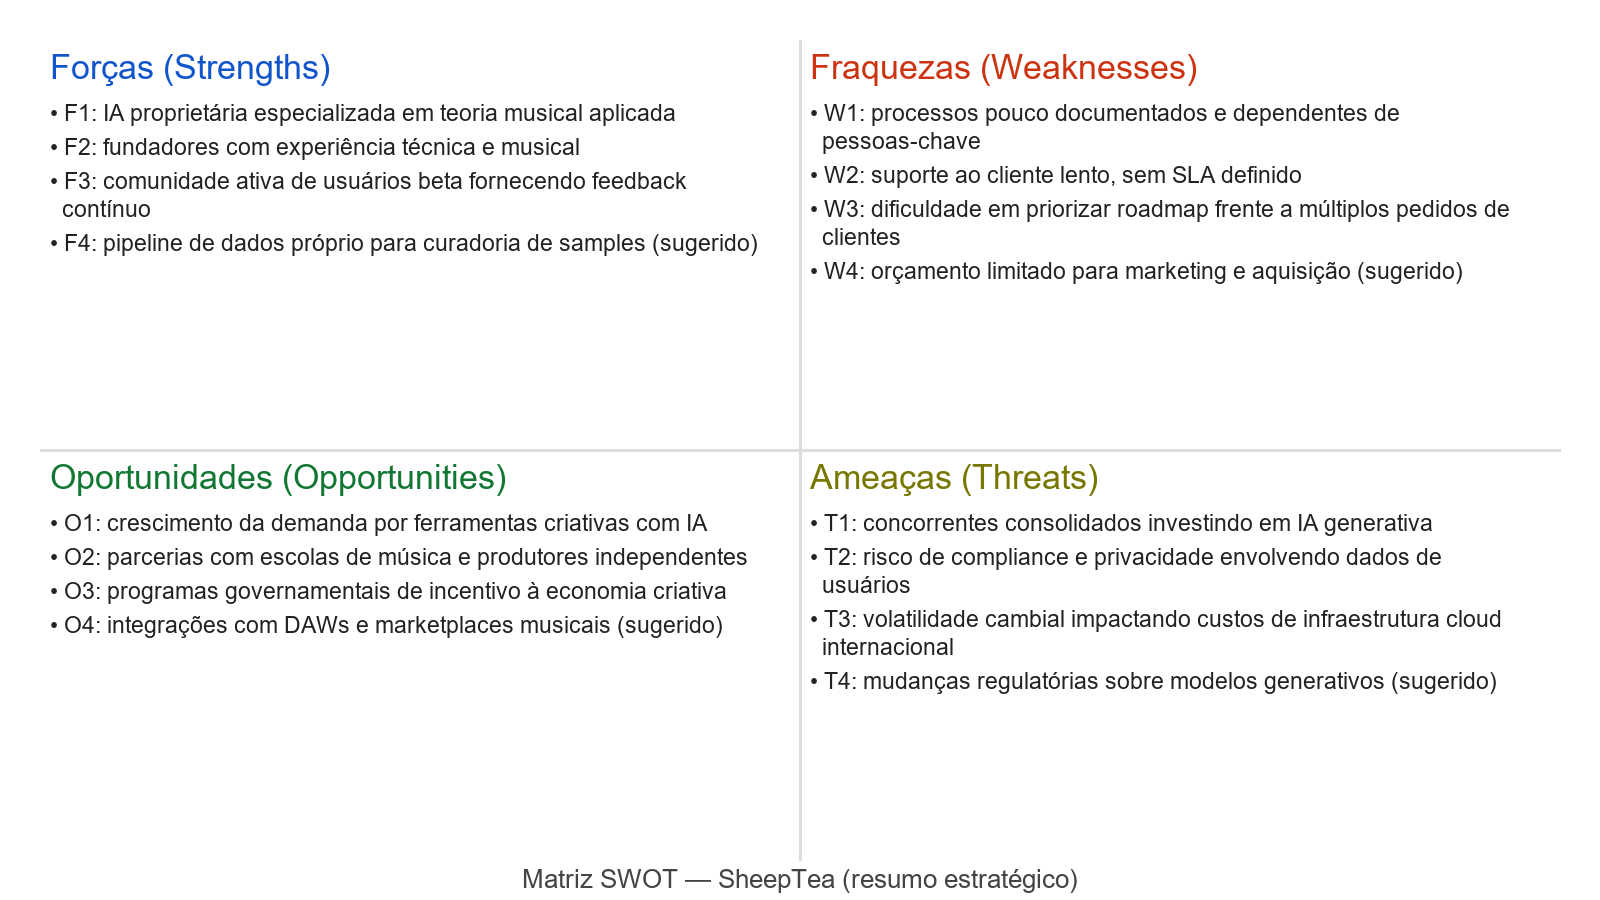 Forças (Strengths)
• F1: IA proprietária especializada em teoria musical aplicada
• F2: fundadores com experiência técnica e musical
• F3: comunidade ativa de usuários beta fornecendo feedback
contínuo
• F4: pipeline de dados próprio para curadoria de samples (sugerido)
Fraquezas (Weaknesses)
• W1: processos pouco documentados e dependentes de
pessoas-chave
• W2: suporte ao cliente lento, sem SLA definido
• W3: dificuldade em priorizar roadmap frente a múltiplos pedidos de
clientes
• W4: orçamento limitado para marketing e aquisição (sugerido)
Oportunidades (Opportunities)
• O1: crescimento da demanda por ferramentas criativas com IA
• O2: parcerias com escolas de música e produtores independentes
• O3: programas governamentais de incentivo à economia criativa
• O4: integrações com DAWs e marketplaces musicais (sugerido)
Ameaças (Threats)
• T1: concorrentes consolidados investindo em IA generativa
• T2: risco de compliance e privacidade envolvendo dados de
usuários
• T3: volatilidade cambial impactando custos de infraestrutura cloud
internacional
• T4: mudanças regulatórias sobre modelos generativos (sugerido)
Matriz SWOT — SheepTea (resumo estratégico)